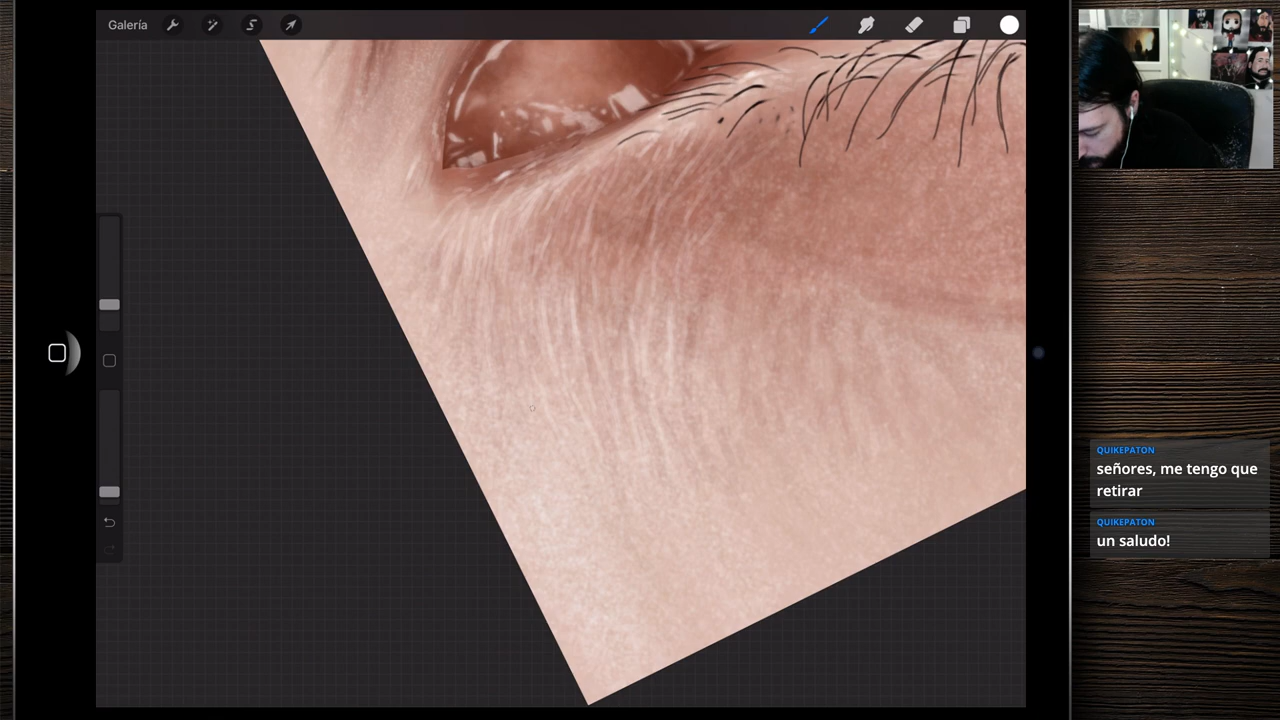 Galería
QUIKEPATON
señores, me tengo que
retirar
QUIKEPATON
un saludo!